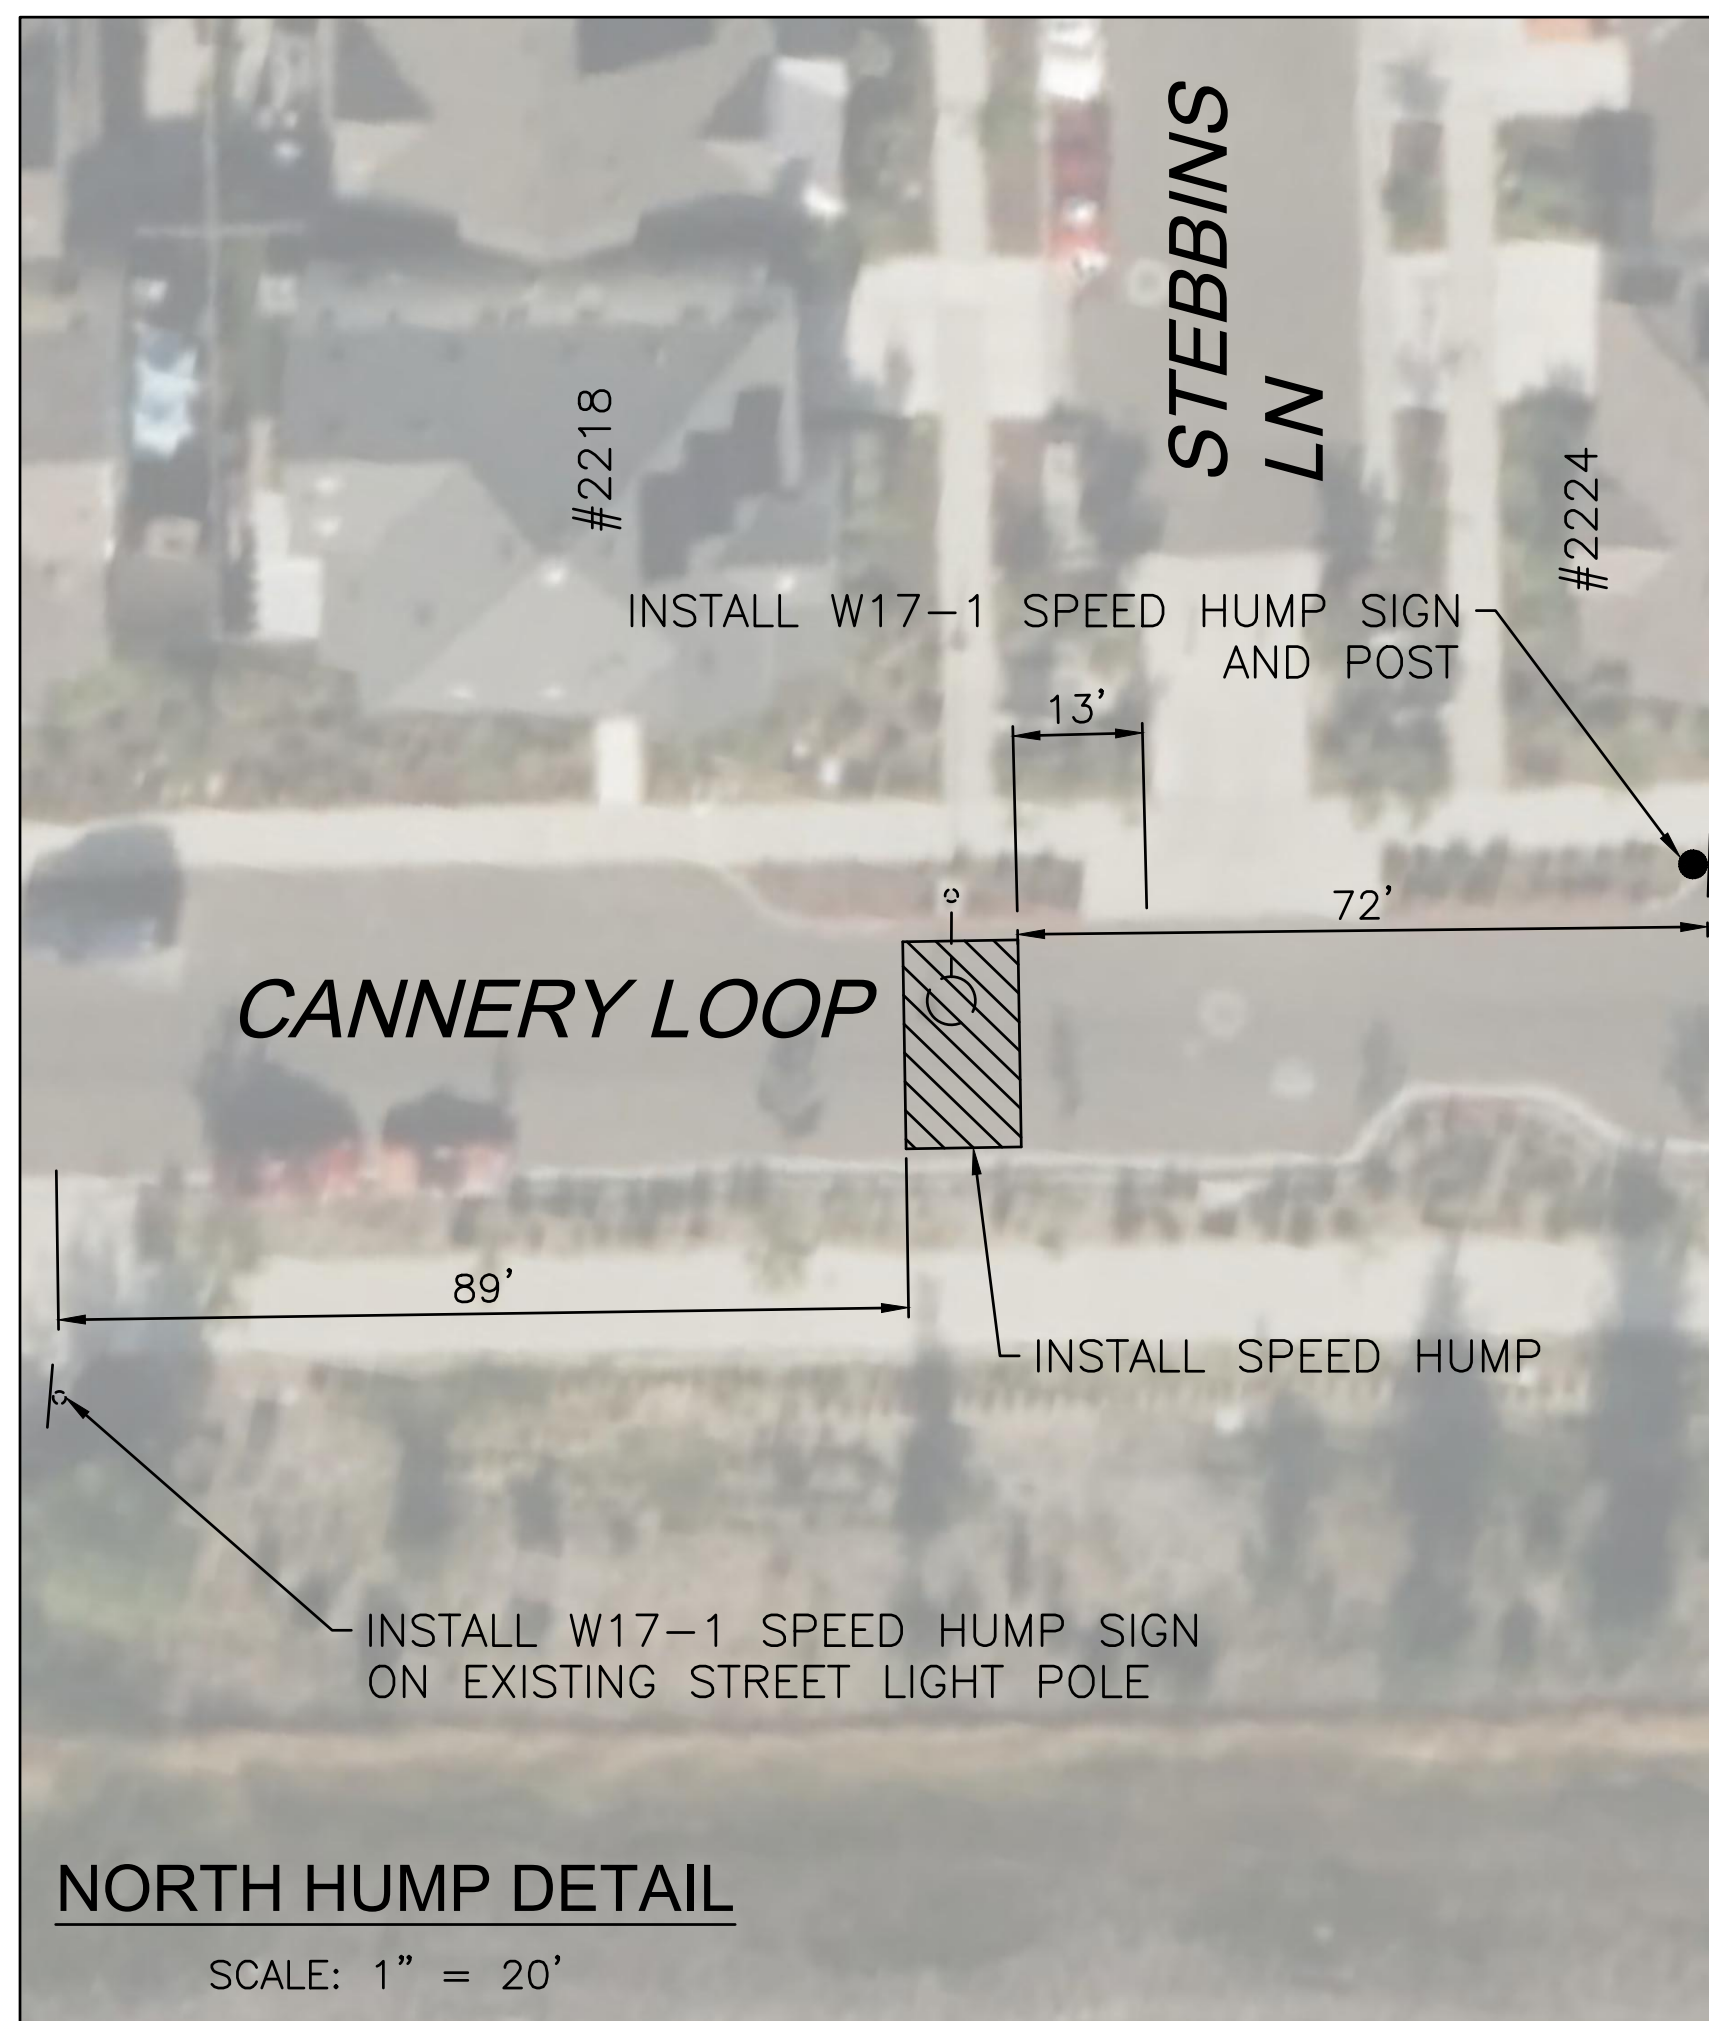 STEBBINS
LN
#2218
#2224
INSTALL W17-1 SPEED HUMP SIGN
AND POST
13'
72'
CANNERY LOOP
89'
INSTALL SPEED HUMP
INSTALL W17-1 SPEED HUMP SIGN
ON EXISTING STREET LIGHT POLE
NORTH HUMP DETAIL
SCALE: 1" = 20'